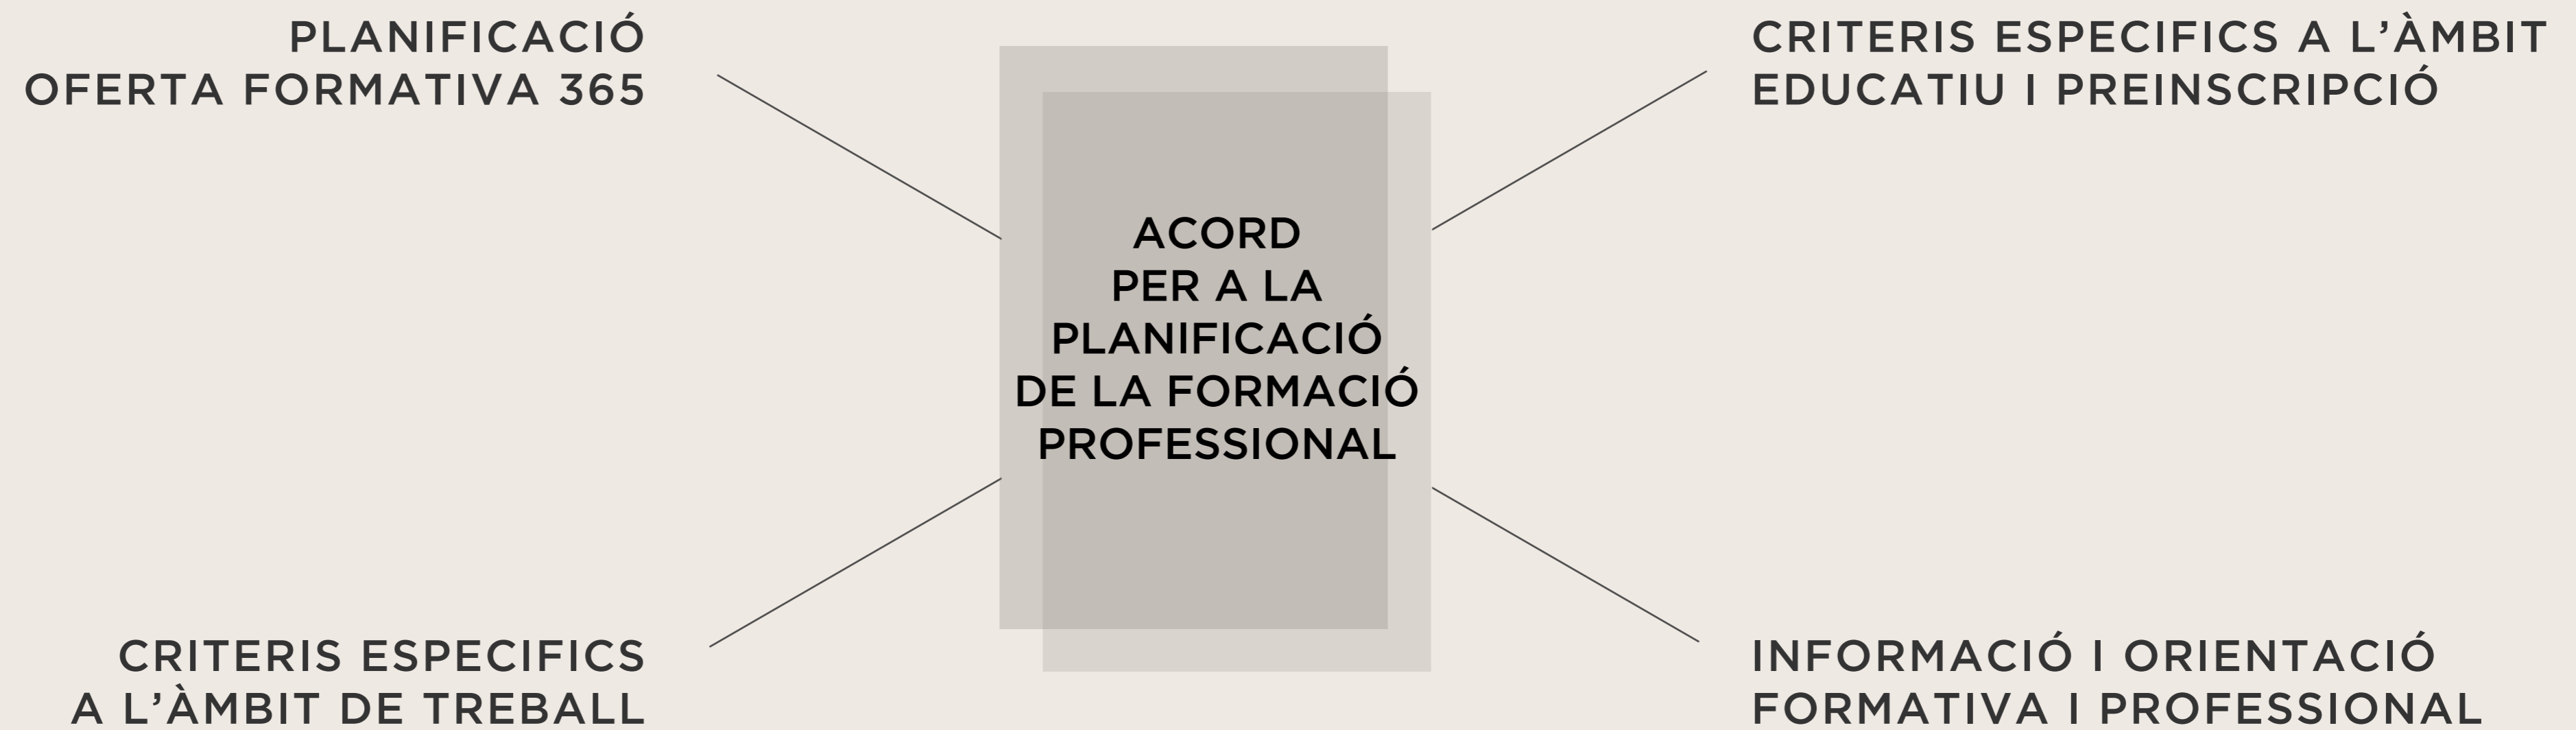 PLANIFICACIÓ
OFERTA FORMATIVA 365
CRITERIS ESPECIFICS A L’ÀMBIT
EDUCATIU I PREINSCRIPCIÓ
ACORD
PER A LA
PLANIFICACIÓ
DE LA FORMACIÓ
PROFESSIONAL
CRITERIS ESPECIFICS
A L’ÀMBIT DE TREBALL
INFORMACIÓ I ORIENTACIÓ
FORMATIVA I PROFESSIONAL